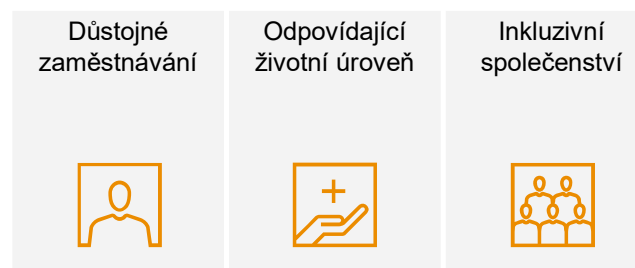 Důstojné
zaměstnávání
Odpovídající
životní úroveň
Inkluzivní
společenství